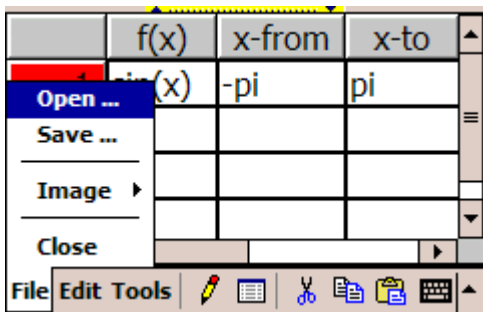 f(x) x-from x-to
(x) -pi pi
Open ...
Save ...
Image
Close
File Edit Tools